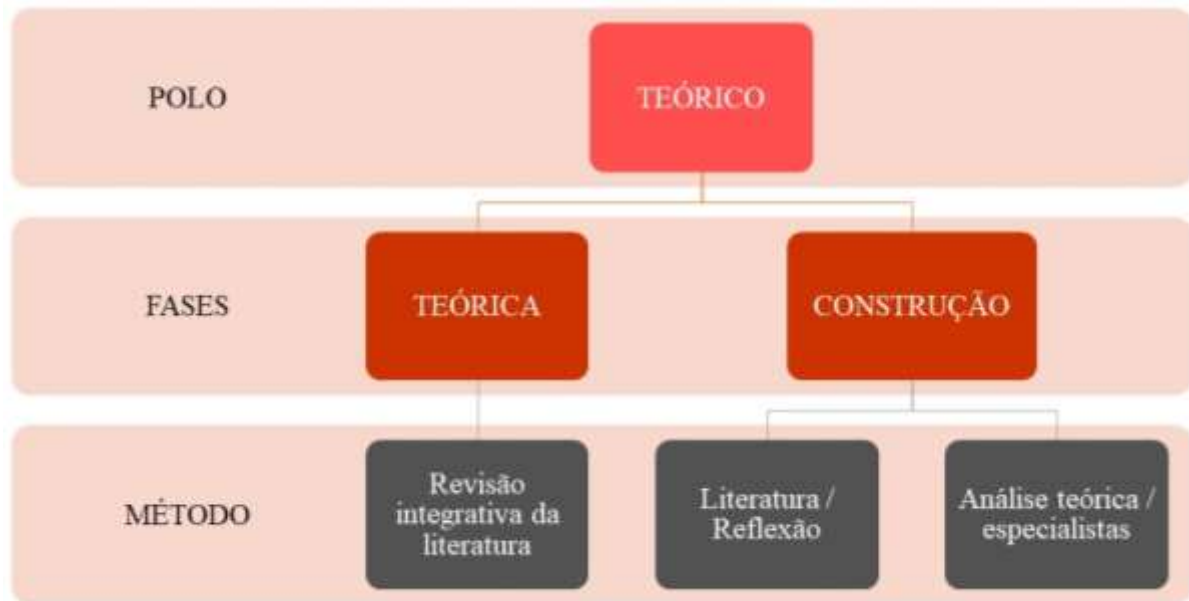 POLO
TEÓRICO
FASES
TEÓRICA
CONSTRUÇÃO
MÉTODO
Revisão
integrativa da
literatura
Literatura /
Reflexão
Análise teórica /
especialistas